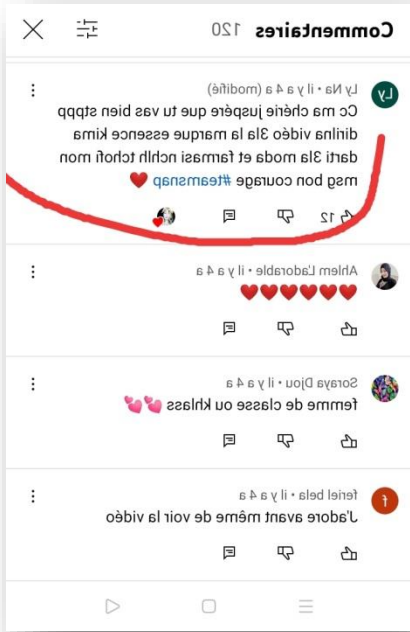 Commentaires 120
Ly
Ly Na • il y a 4 a (modifié)
Cc ma chérie juspére que tu vas bien stppp
dirilna vidéo 3la la marque essence kima
darti 3la moda et farmasi nchlh tchofi mon
msg bon courage #teamsnap ❤️
12
Ahlem L'adorable • il y a 4 a
❤️❤️❤️❤️❤️❤️
Soraya Djou • il y a 4 a
femme de classe ou khlass 💞💞
f
feriel bela • il y a 4 a
J'adore avant même de voir la vidéo